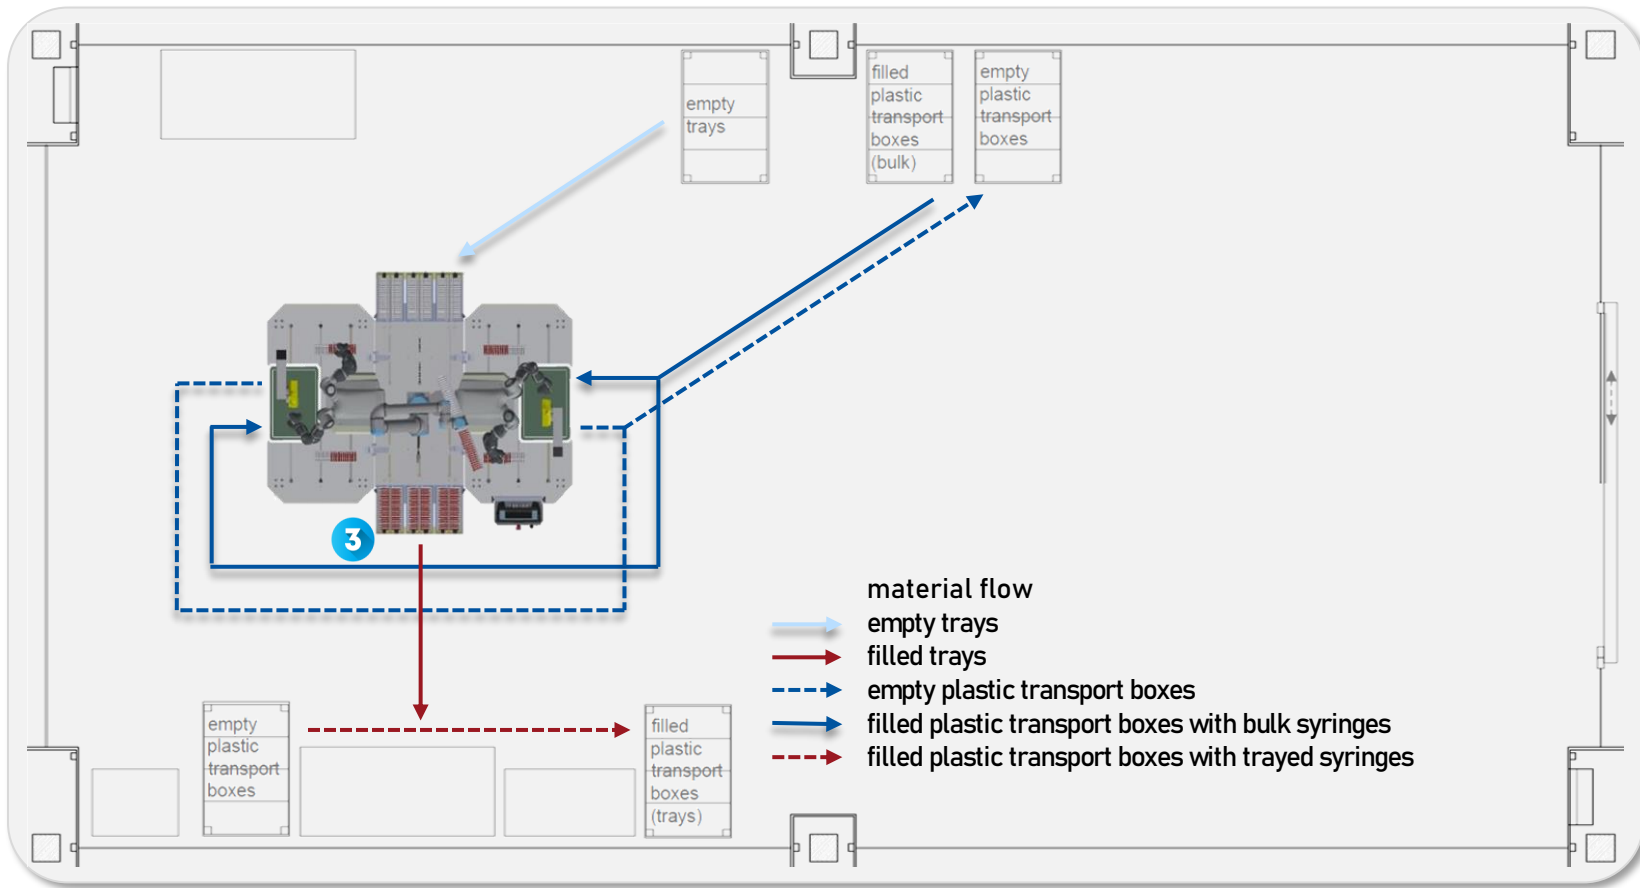 empty
trays
filled
plastic
transport
boxes
(bulk)
empty
plastic
transport
boxes
3
material flow
empty trays
filled trays
empty plastic transport boxes
filled plastic transport boxes with bulk syringes
filled plastic transport boxes with trayed syringes
empty
plastic
transport
boxes
filled
plastic
transport
boxes
(trays)